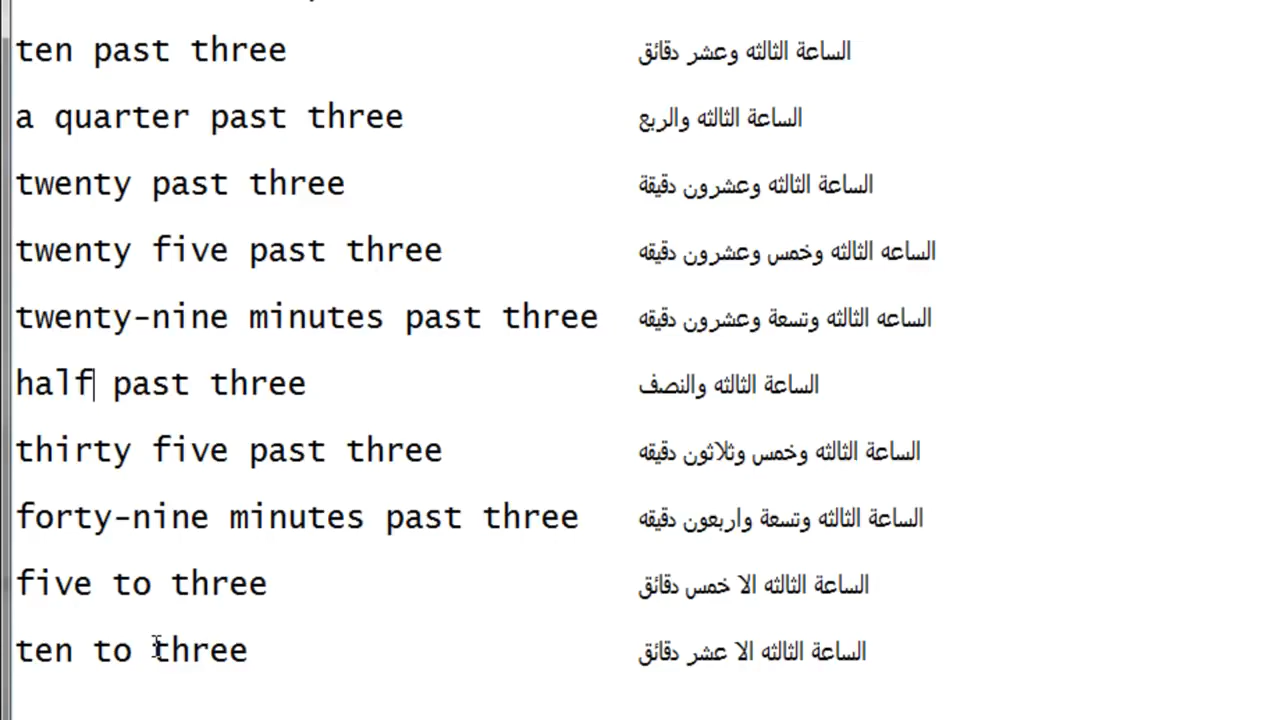 ten past three الساعة الثالثه وعشر دقائق
a quarter past three الساعة الثالثه والربع
twenty past three الساعة الثالثه وعشرون دقيقة
twenty five past three الساعه الثالثه وخمس وعشرون دقيقه
twenty-nine minutes past three الساعه الثالثه وتسعة وعشرون دقيقه
half past three الساعة الثالثه والنصف
thirty five past three الساعة الثالثه وخمس وثلاثون دقيقه
forty-nine minutes past three الساعة الثالثه وتسعة واربعون دقيقه
five to three الساعة الثالثه الا خمس دقائق
ten to three الساعة الثالثه الا عشر دقائق